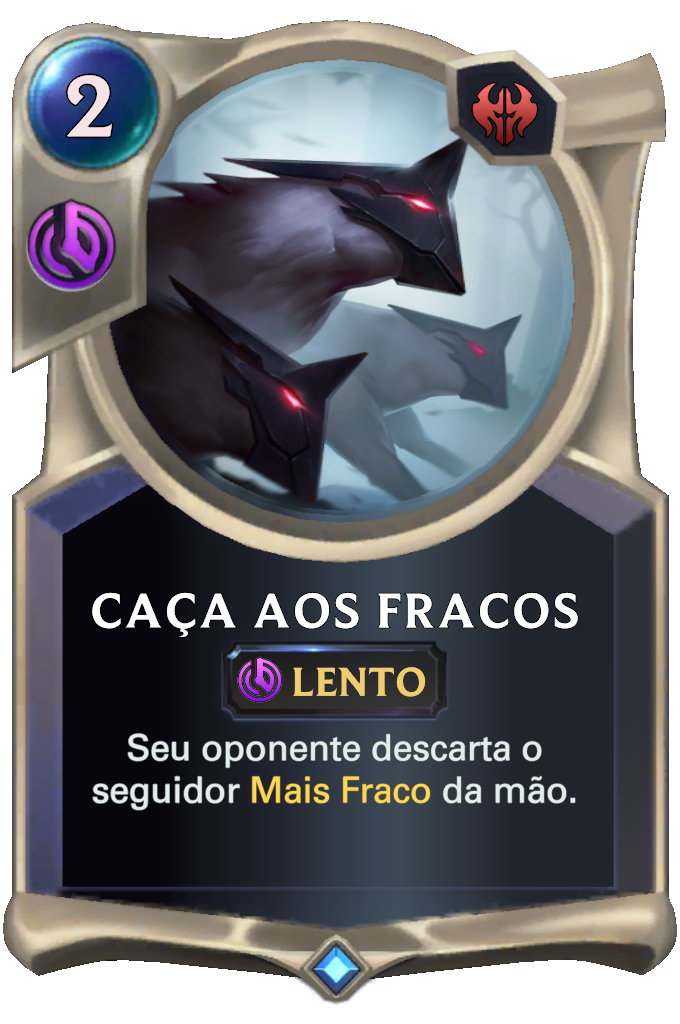 2
CAÇA AOS FRACOS
LENTO
Seu oponente descarta o
seguidor Mais Fraco da mão.